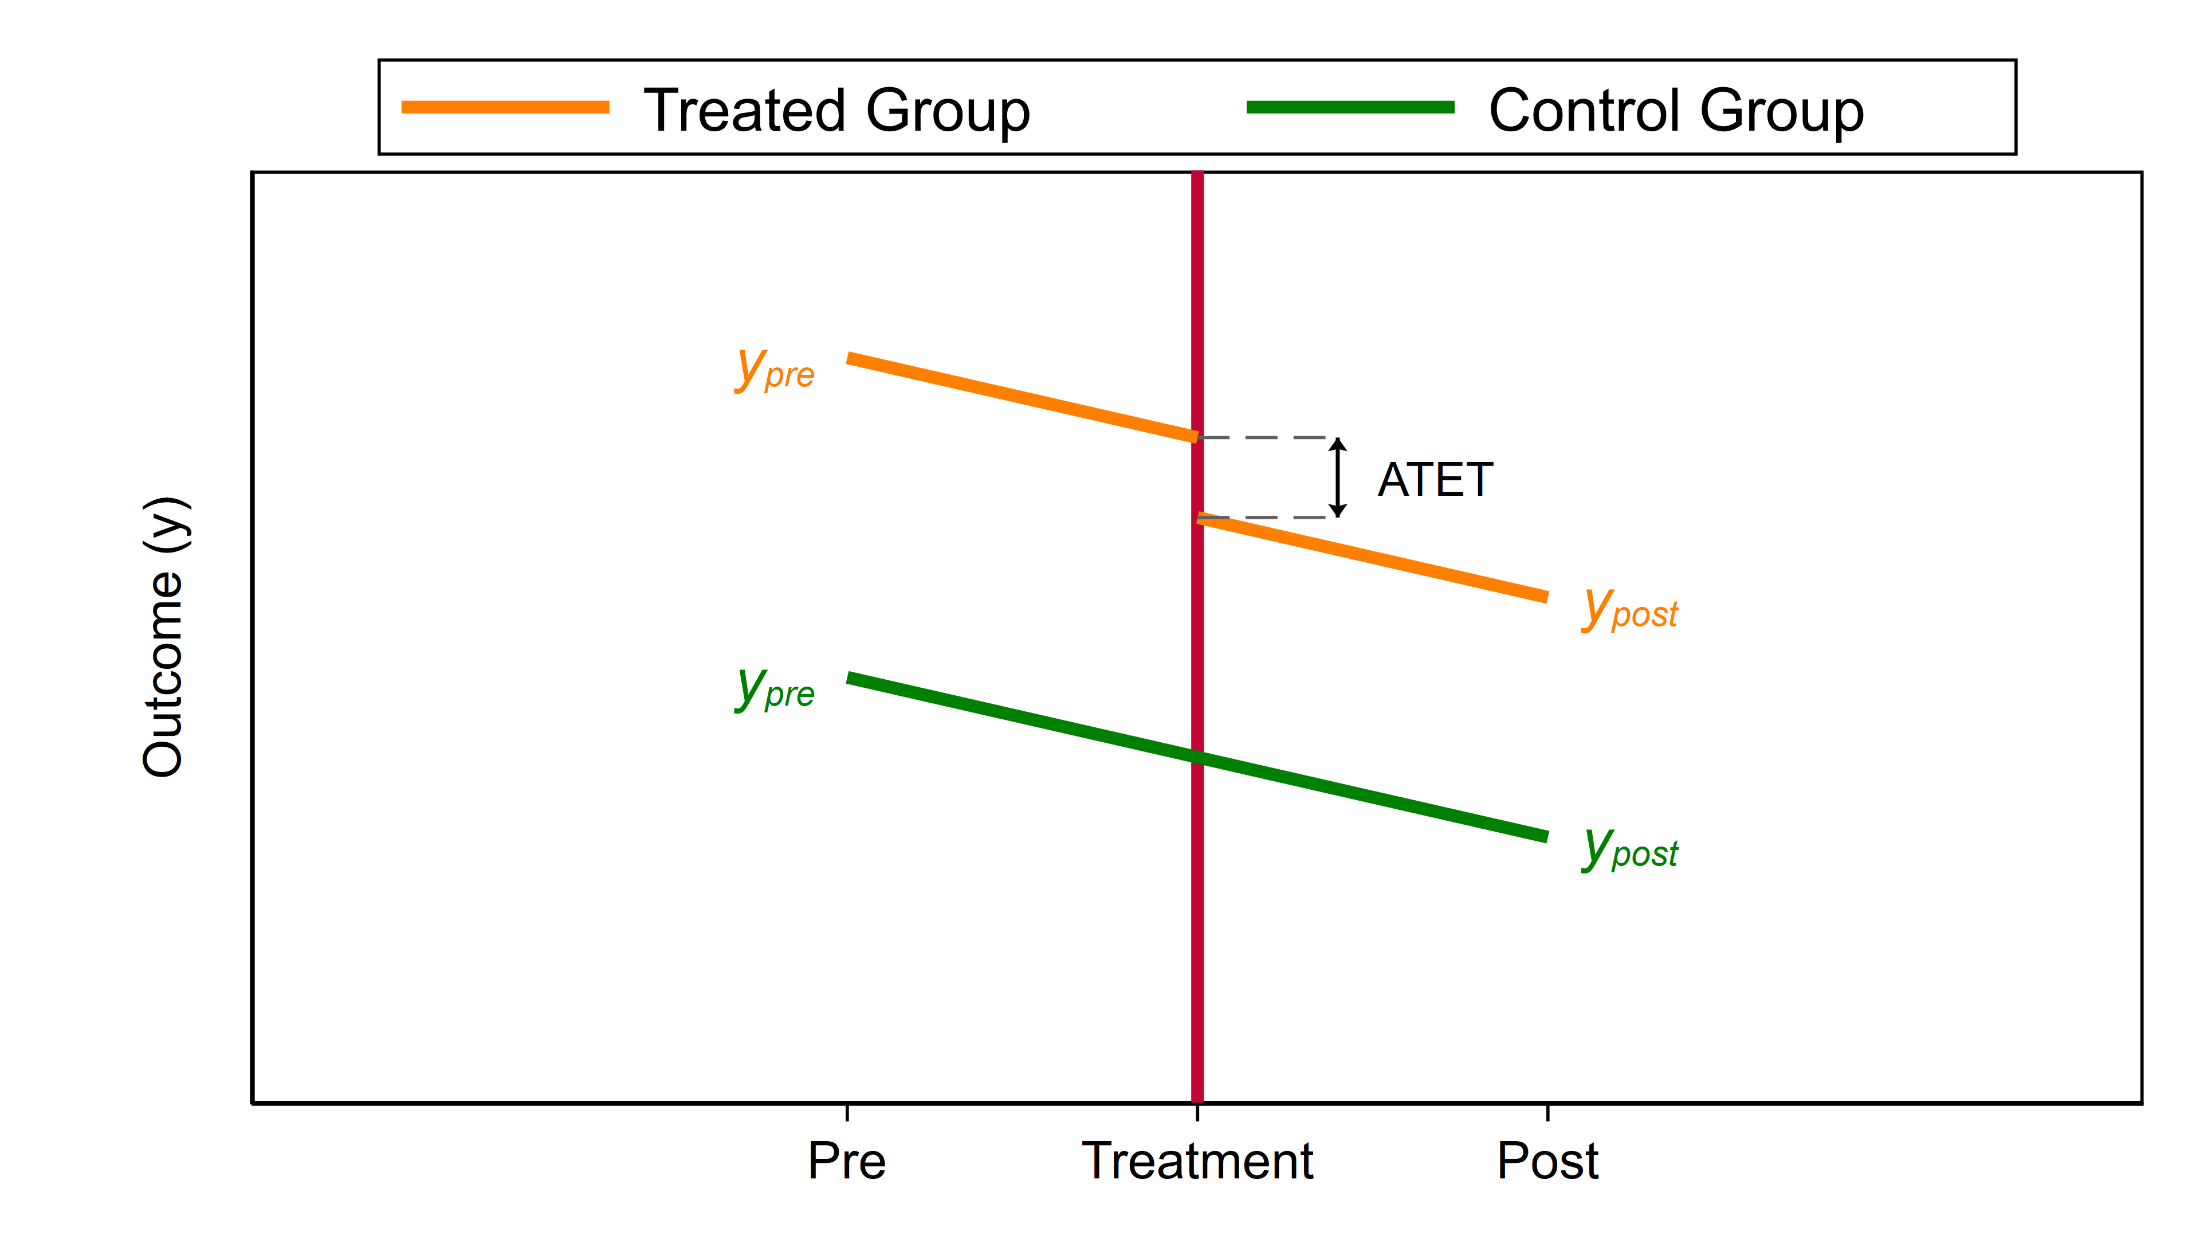 Treated Group Control Group
y_pre
ATET
y_post
y_pre
y_post
Outcome (y)
Pre Treatment Post